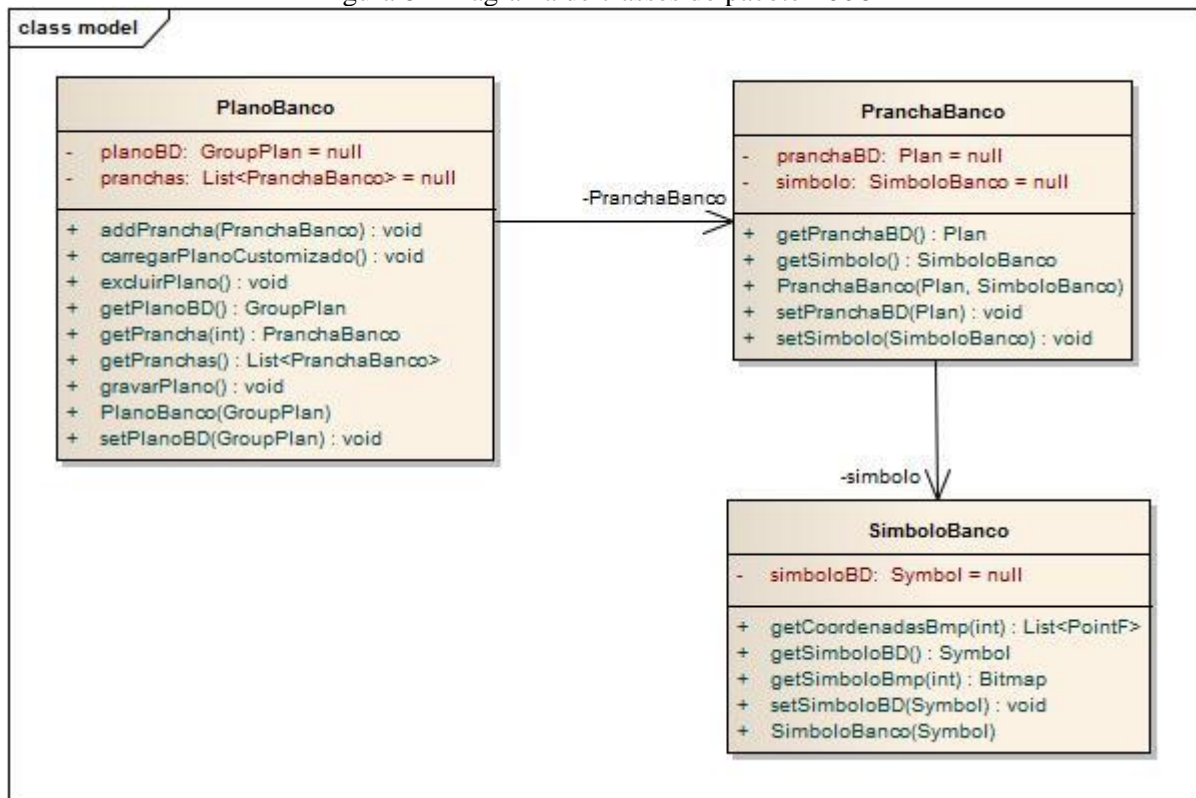 class model
PlanoBanco
- planoBD: GroupPlan = null
- pranchas: List<PranchaBanco> = null
+ addPrancha(PranchaBanco) : void
+ carregarPlanoCustomizado() : void
+ excluirPlano() : void
+ getPlanoBD() : GroupPlan
+ getPrancha(int) : PranchaBanco
+ getPranchas() : List<PranchaBanco>
+ gravarPlano() : void
+ PlanoBanco(GroupPlan)
+ setPlanoBD(GroupPlan) : void
-PranchaBanco
PranchaBanco
- pranchaBD: Plan = null
- simbolo: SimboloBanco = null
+ getPranchaBD() : Plan
+ getSimbolo() : SimboloBanco
+ PranchaBanco(Plan, SimboloBanco)
+ setPranchaBD(Plan) : void
+ setSimbolo(SimboloBanco) : void
-simbolo
SimboloBanco
- simboloBD: Symbol = null
+ getCoordenadasBmp(int) : List<PointF>
+ getSimboloBD() : Symbol
+ getSimboloBmp(int) : Bitmap
+ setSimboloBD(Symbol) : void
+ SimboloBanco(Symbol)